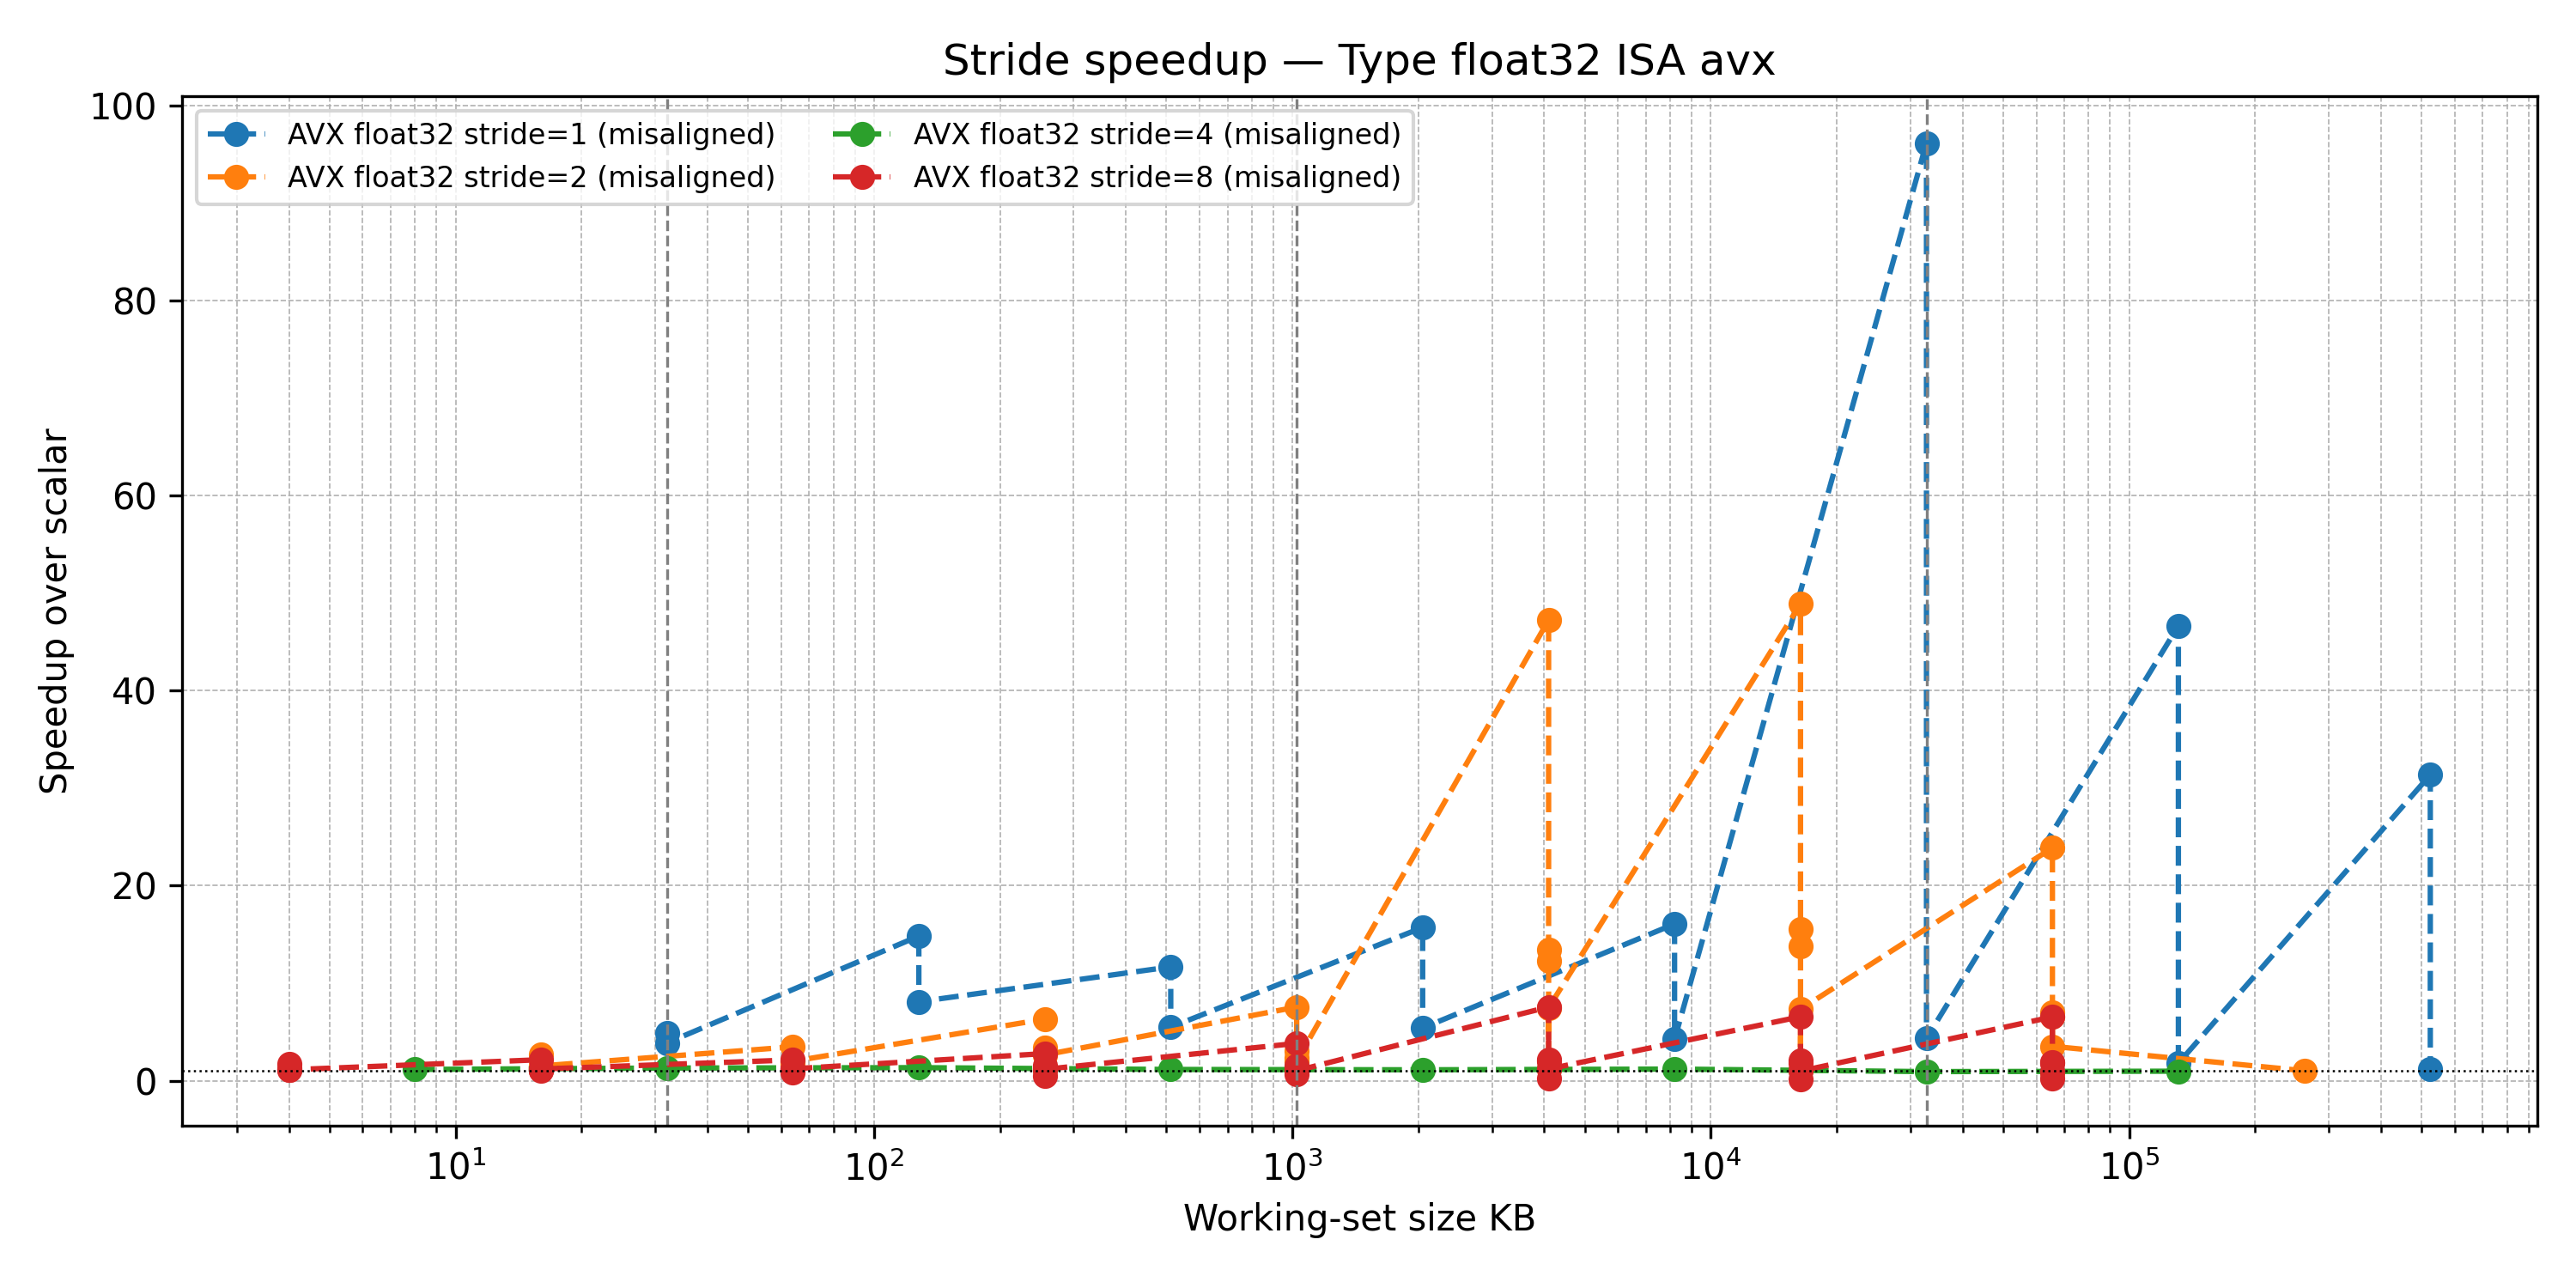 Stride speedup — Type float32 ISA avx
100
80
60
40
20
0
Speedup over scalar
AVX float32 stride=1 (misaligned)
AVX float32 stride=2 (misaligned)
AVX float32 stride=4 (misaligned)
AVX float32 stride=8 (misaligned)
10¹ 10² 10³ 10⁴ 10⁵
Working-set size KB